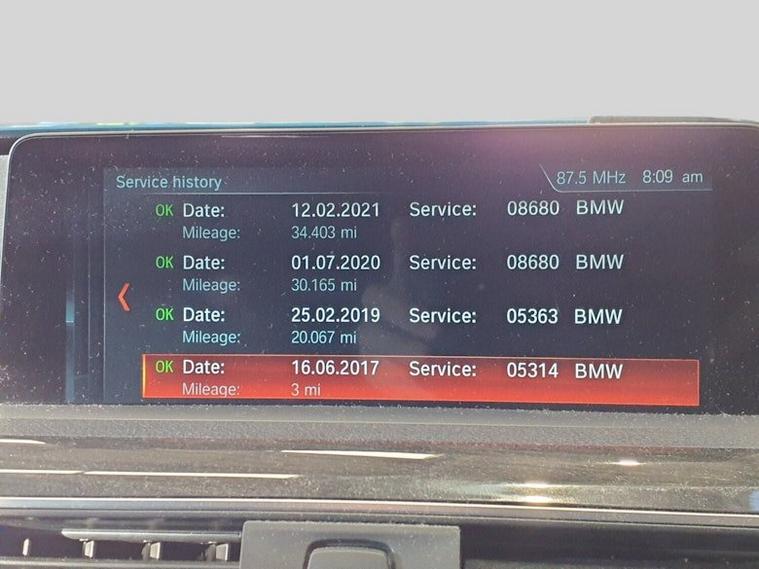 Service history 87.5 MHz 8:09 am
OK Date: 12.02.2021 Service: 08680 BMW
Mileage: 34.403 mi
OK Date: 01.07.2020 Service: 08680 BMW
Mileage: 30.165 mi
OK Date: 25.02.2019 Service: 05363 BMW
Mileage: 20.067 mi
OK Date: 16.06.2017 Service: 05314 BMW
Mileage: 3 mi